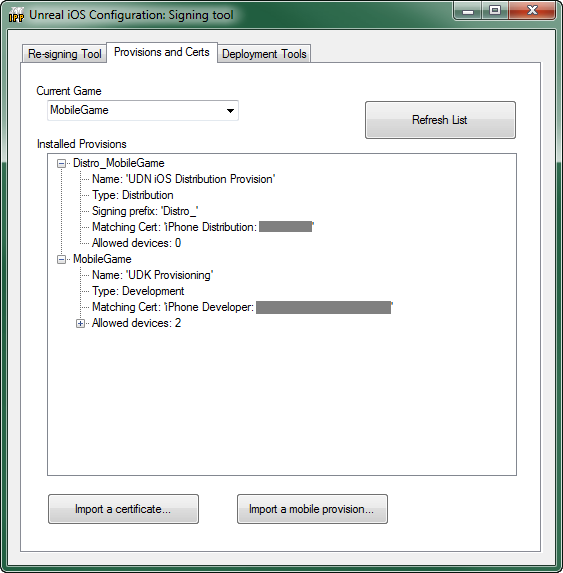 IPP Unreal iOS Configuration: Signing tool
Re-signing Tool Provisions and Certs Deployment Tools
Current Game
MobileGame
Refresh List
Installed Provisions
Distro_MobileGame
Name: 'UDN iOS Distribution Provision'
Type: Distribution
Signing prefix: 'Distro_'
Matching Cert: 'iPhone Distribution: '
Allowed devices: 0
MobileGame
Name: 'UDK Provisioning'
Type: Development
Matching Cert: 'iPhone Developer: '
Allowed devices: 2
Import a certificate... Import a mobile provision...